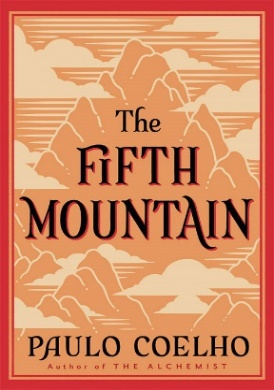 The
FiFTH
MOUNTAIN
PAULO COELHO
Author of THE ALCHEMIST